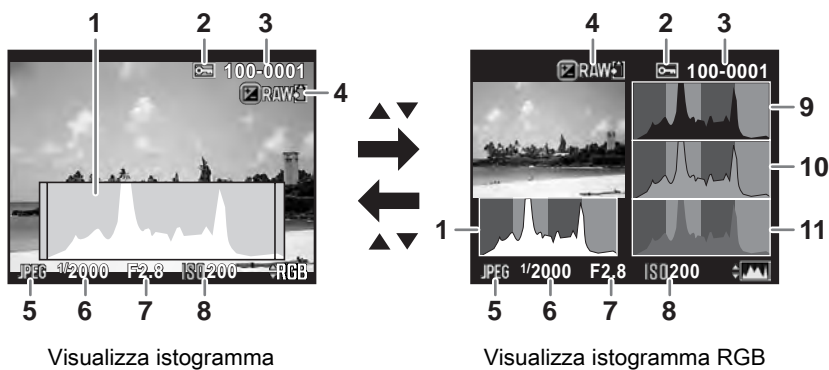 1 2 3 4 2 3
100-0001 RAW 100-0001
RAW 4 9
10
1 11
JPEG 1/2000 F2.8 ISO200 RGB JPEG 1/2000 F2.8 ISO200
5 6 7 8 5 6 7 8
Visualizza istogramma Visualizza istogramma RGB